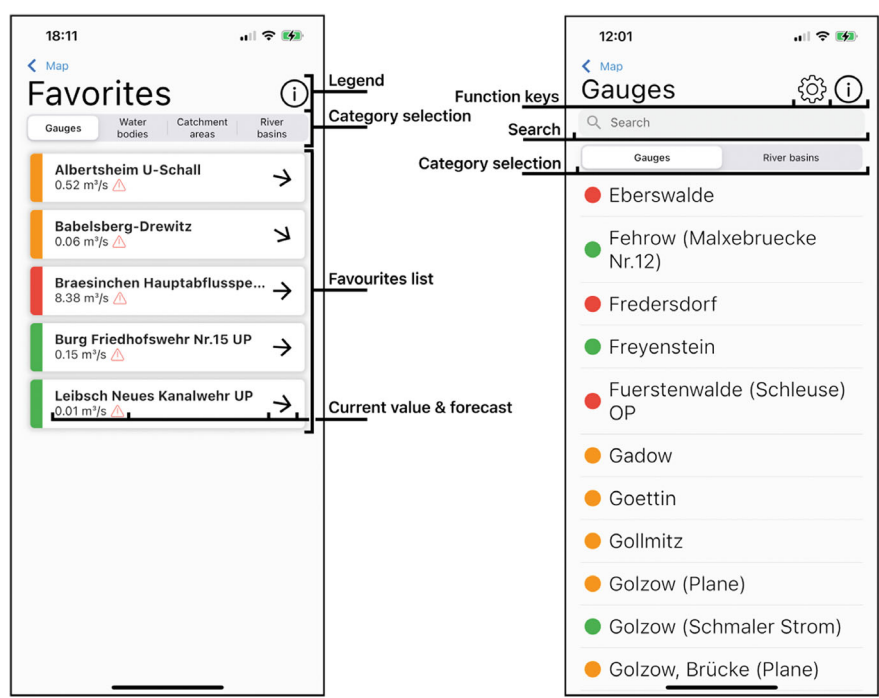 18:11
Map
Favorites
Gauges
Water
bodies
Catchment
areas
River
basins
Albertsheim U-Schall
0.52 m³/s
Babelsberg-Drewitz
0.06 m³/s
Braesinchen Hauptabflusspe...
8.38 m³/s
Burg Friedhofswehr Nr.15 UP
0.15 m³/s
Leibsch Neues Kanalwehr UP
0.01 m³/s
Legend
Category selection
Favourites list
Current value & forecast
Function keys
Search
Category selection
12:01
Map
Gauges
Search
Gauges
River basins
Eberswalde
Fehrow (Malxebruecke
Nr.12)
Fredersdorf
Freyenstein
Fuerstenwalde (Schleuse)
OP
Gadow
Goettin
Gollmitz
Golzow (Plane)
Golzow (Schmaler Strom)
Golzow, Brücke (Plane)